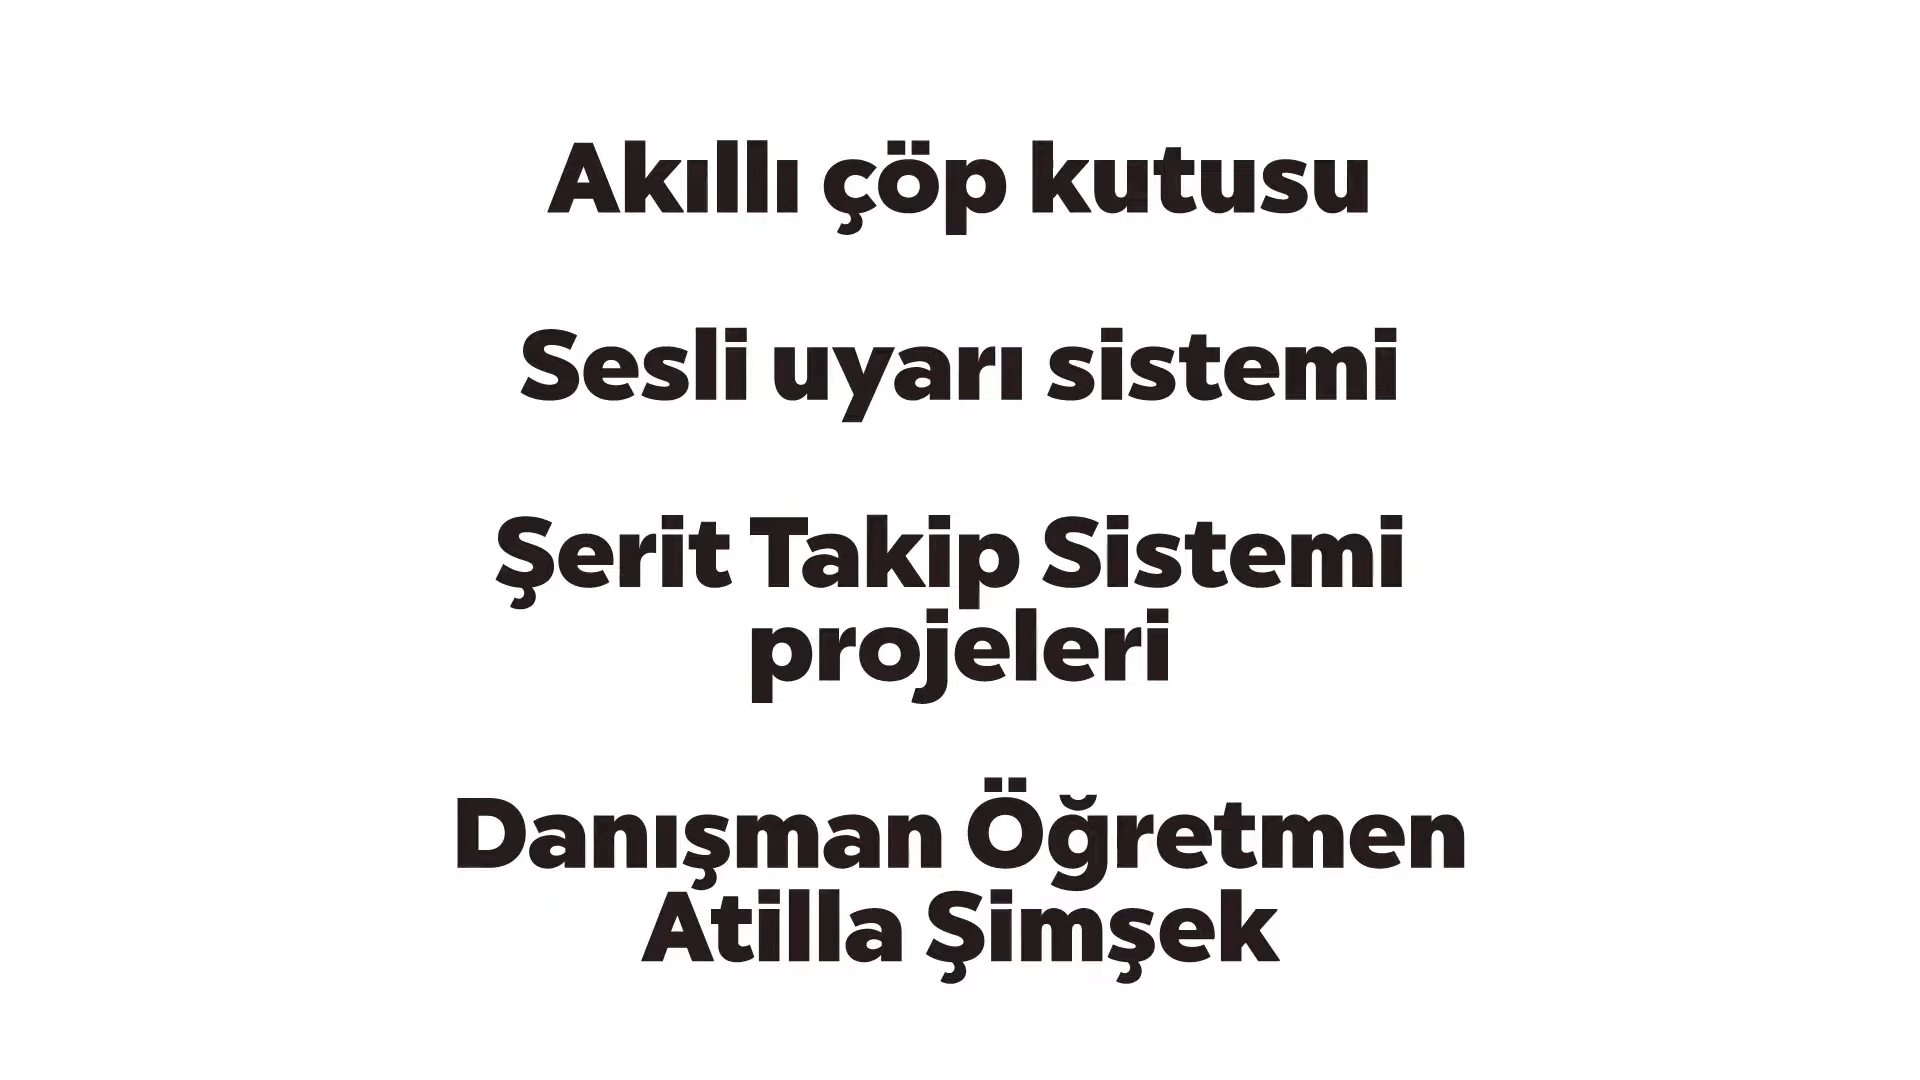 Akıllı çöp kutusu
Sesli uyarı sistemi
Şerit Takip Sistemi
projeleri
Danışman Öğretmen
Atilla Şimşek